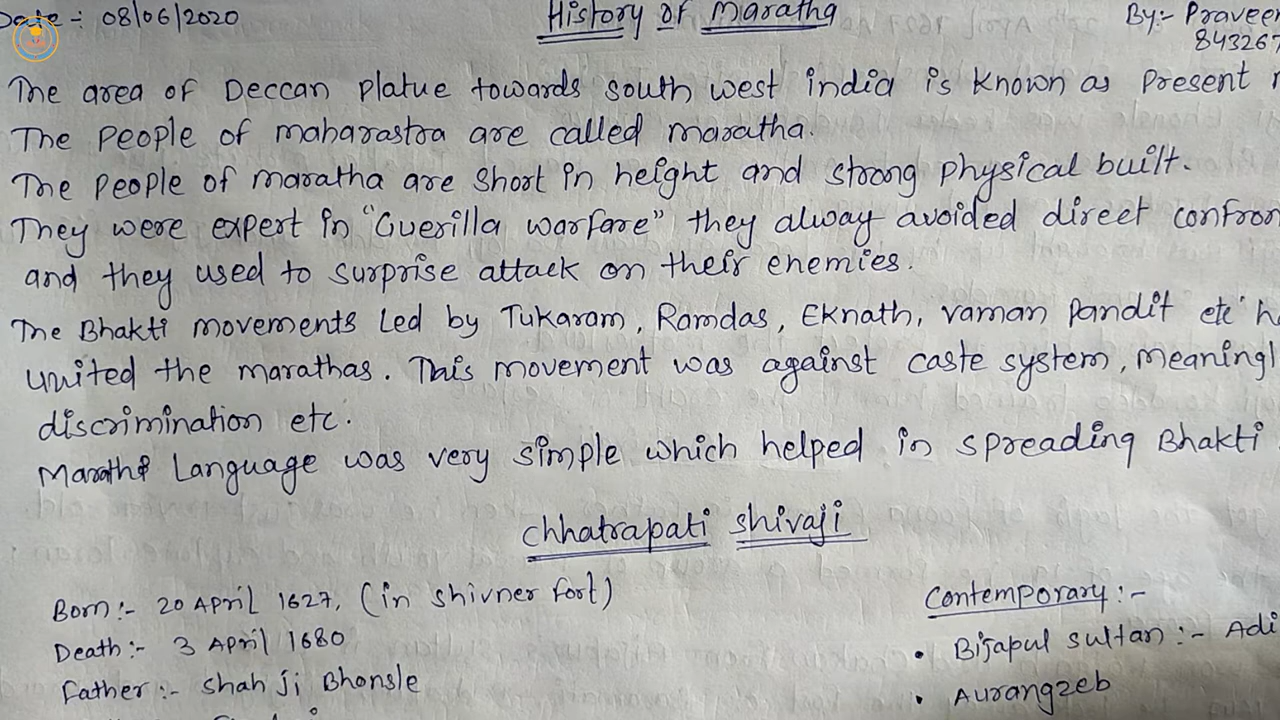 Date :- 08/06/2020
History of Maratha
By:- Praveen
843267
The area of Deccan Platue towards south west india is known as present
The people of maharastra are called maratha.
The people of maratha are short in height and strong physical built.
They were expert in "Guerilla warfare" they alway avoided direct confron
and they used to surprise attack on their enemies.
The Bhakti movements Led by Tukaram, Ramdas, Eknath, vaman Pandit etc
united the marathas. This movement was against caste system, meaningl
discrimination etc.
Marathi Language was very simple which helped in spreading Bhakti
Chhatrapati Shivaji
Born:- 20 April 1627, (in shivner fort)
Death:- 3 April 1680
Father:- Shah Ji Bhonsle
Contemporary:-
• Bijapul sultan:- Adi
• Aurangzeb